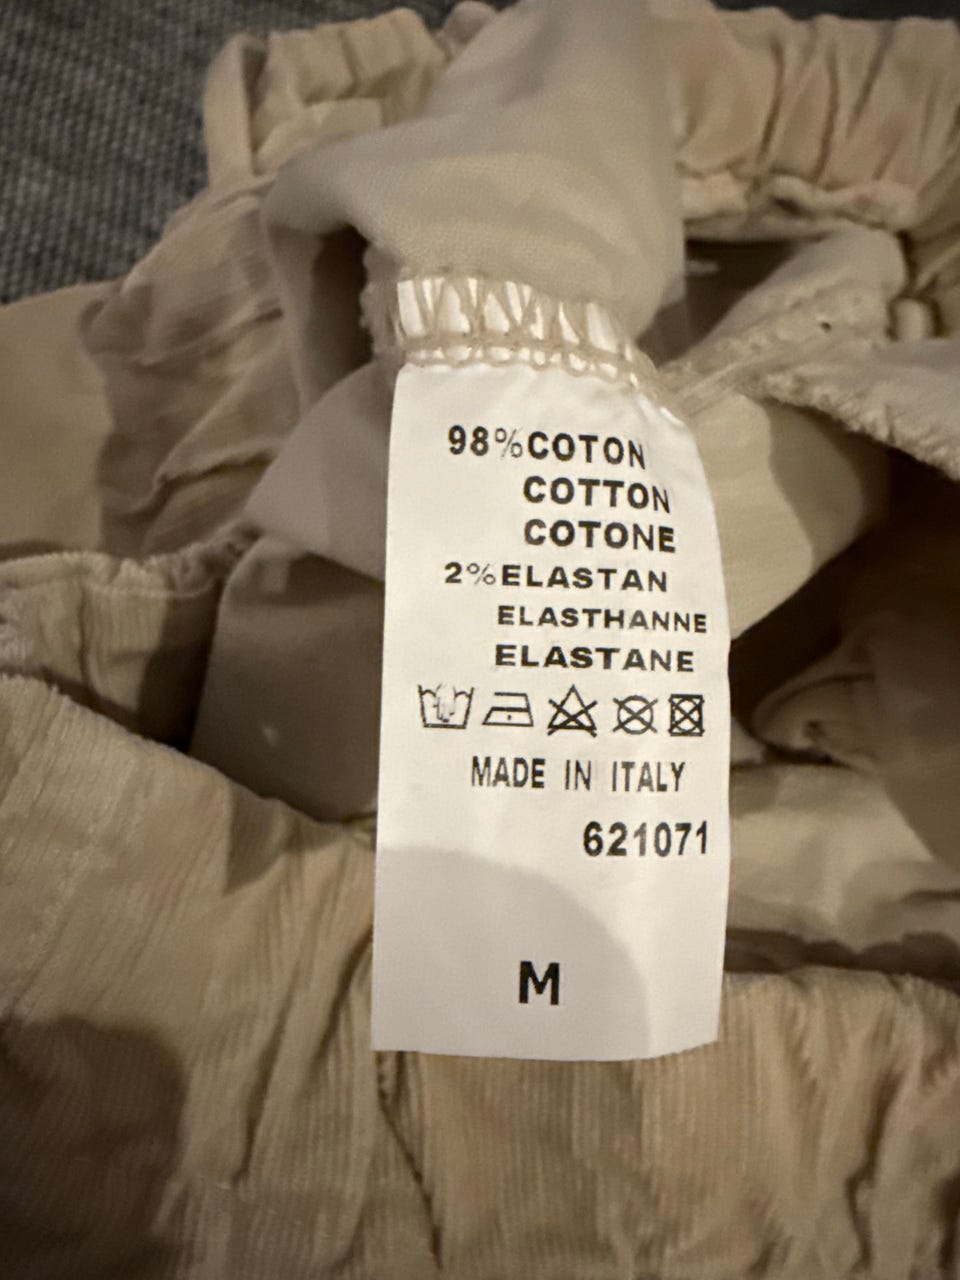 98%COTON
COTTON
COTONE
2%ELASTAN
ELASTHANNE
ELASTANE
MADE IN ITALY
621071
M